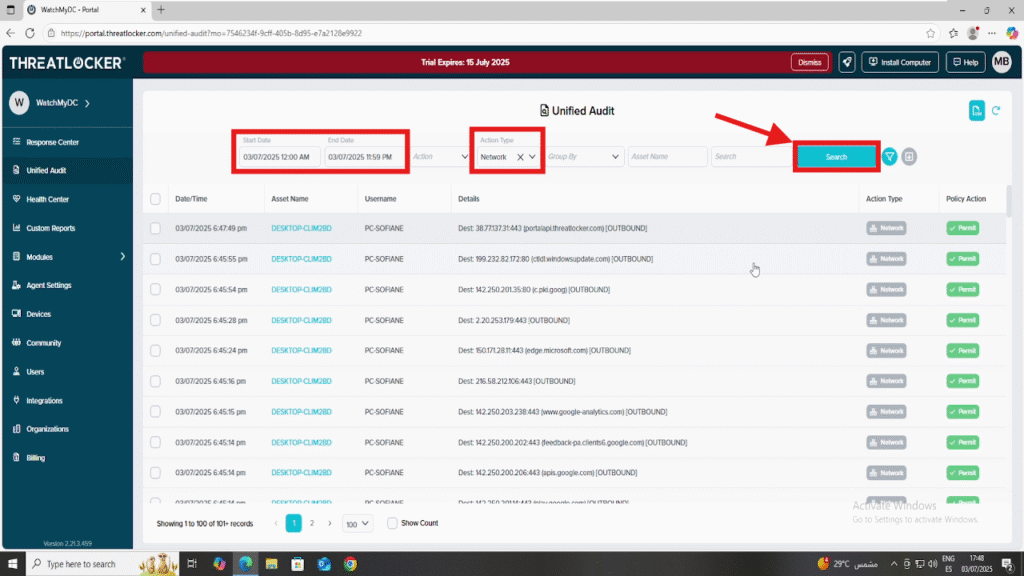 WatchMyDC - Portal
https://portal.threatlocker.com/unified-audit?mo=7546234f-9cff-405b-8d95-e7a2128e9922
THREATLOCKER
Trial Expires: 15 July 2025
Dismiss
Install Computer
Help
MB
W
WatchMyDC
Response Center
Unified Audit
Health Center
Custom Reports
Modules
Agent Settings
Devices
Community
Users
Integrations
Organizations
Billing
Version 2.21.3.459
Unified Audit
Start Date End Date Action Type
03/07/2025 12:00 AM 03/07/2025 11:59 PM Action Network Group By Asset Name Search Search
Date/Time Asset Name Username Details Action Type Policy Action
03/07/2025 6:47:49 pm DESKTOP-CLIM2BD PC-SOFIANE Dest: 38.77.137.31:443 (portalapi.threatlocker.com) [OUTBOUND] Network Permit
03/07/2025 6:45:55 pm DESKTOP-CLIM2BD PC-SOFIANE Dest: 199.232.82.172:80 (ctldl.windowsupdate.com) [OUTBOUND] Network Permit
03/07/2025 6:45:54 pm DESKTOP-CLIM2BD PC-SOFIANE Dest: 142.250.201.35:80 (c.pki.goog) [OUTBOUND] Network Permit
03/07/2025 6:45:28 pm DESKTOP-CLIM2BD PC-SOFIANE Dest: 2.20.253.179:443 [OUTBOUND] Network Permit
03/07/2025 6:45:24 pm DESKTOP-CLIM2BD PC-SOFIANE Dest: 150.171.28.11:443 (edge.microsoft.com) [OUTBOUND] Network Permit
03/07/2025 6:45:16 pm DESKTOP-CLIM2BD PC-SOFIANE Dest: 216.58.212.106:443 [OUTBOUND] Network Permit
03/07/2025 6:45:15 pm DESKTOP-CLIM2BD PC-SOFIANE Dest: 142.250.203.238:443 (www.google-analytics.com) [OUTBOUND] Network Permit
03/07/2025 6:45:14 pm DESKTOP-CLIM2BD PC-SOFIANE Dest: 142.250.200.202:443 (feedback-pa.clients6.google.com) [OUTBOUND] Network Permit
03/07/2025 6:45:14 pm DESKTOP-CLIM2BD PC-SOFIANE Dest: 142.250.200.206:443 (apis.google.com) [OUTBOUND] Network Permit
Showing 1 to 100 of 101+ records 1 2 100 Show Count
Activate Windows
Go to Settings to activate Windows.
Type here to search
29°C مشمس
ENG
ES
17:48
03/07/2025
2